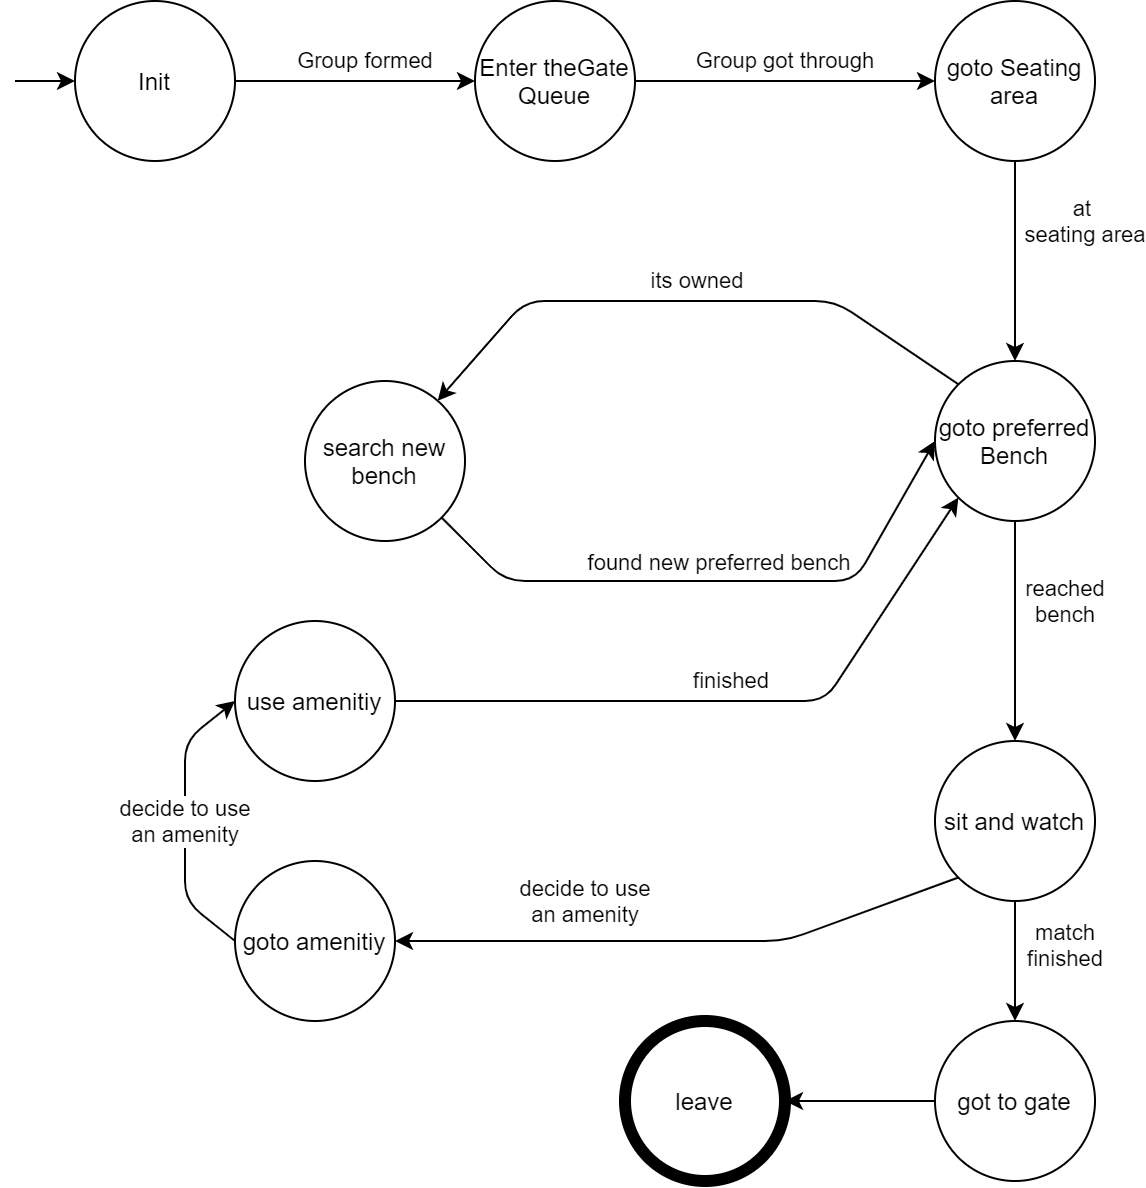 Group formed
Group got through
Init
Enter theGate
Queue
goto Seating
area
at
seating area
its owned
goto preferred
Bench
search new
bench
found new preferred bench
reached
bench
finished
use amenitiy
decide to use
an amenity
sit and watch
decide to use
an amenity
goto amenitiy
match
finished
leave
got to gate